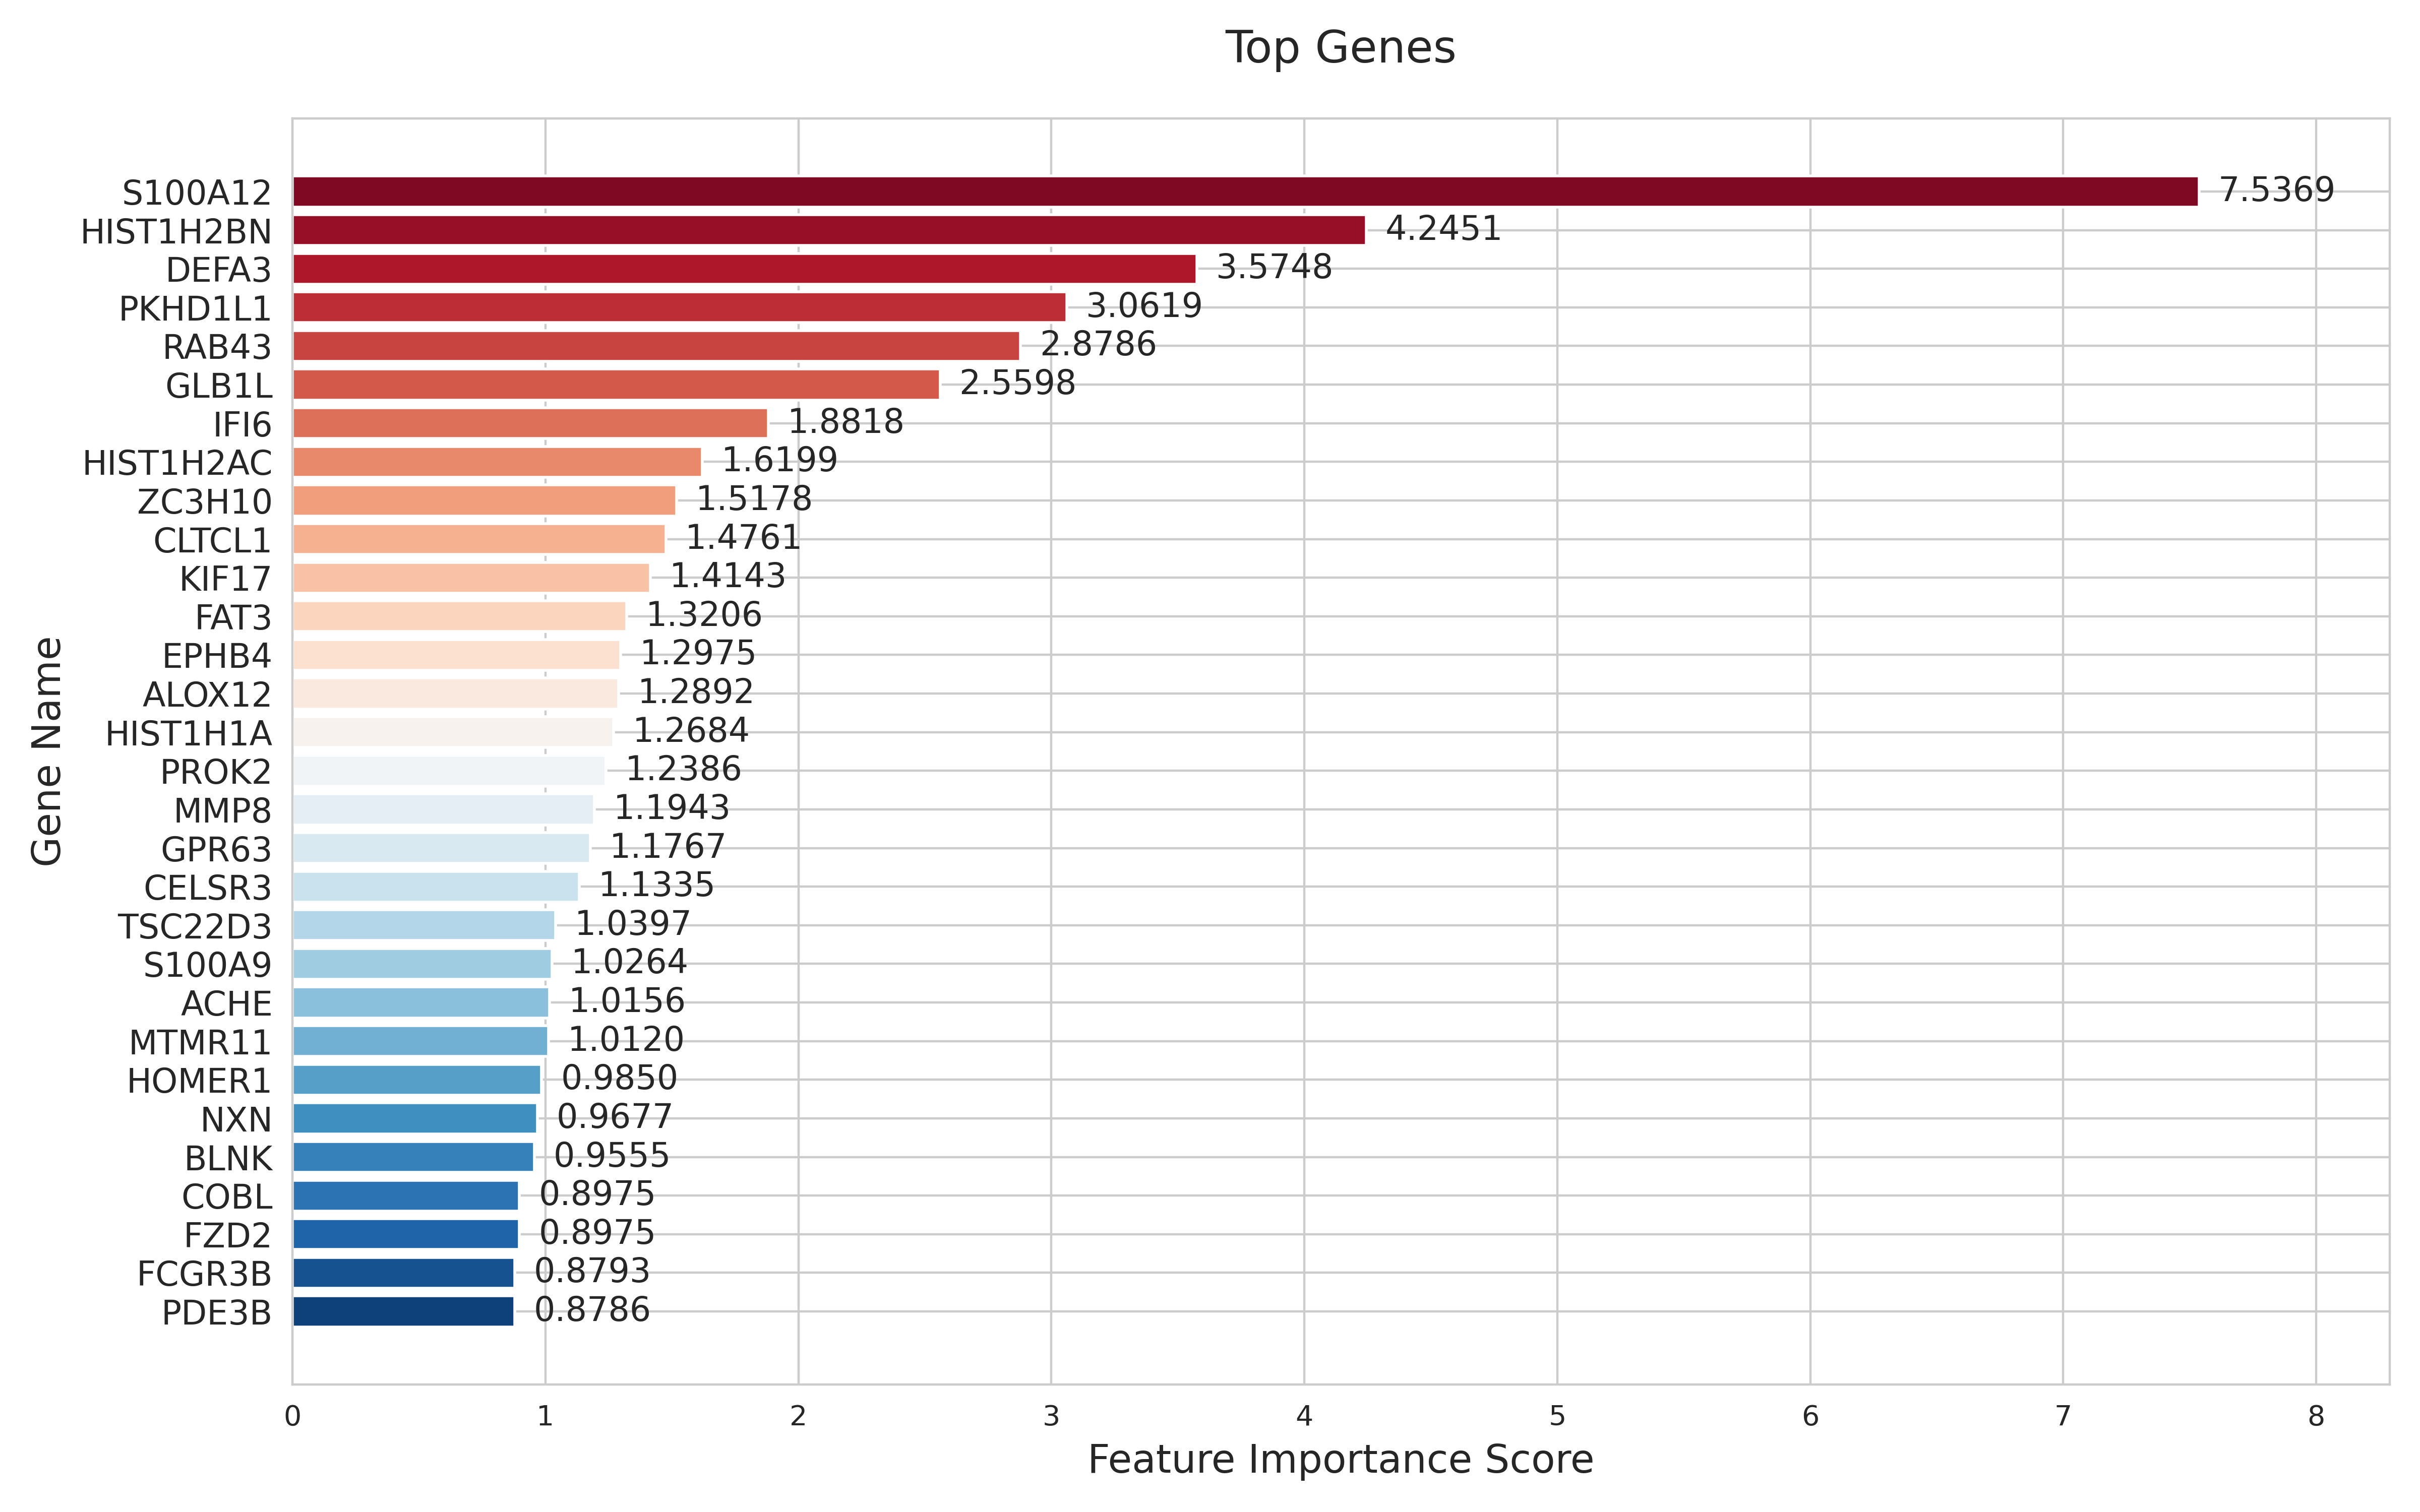 Top Genes
S100A12 7.5369
HIST1H2BN 4.2451
DEFA3 3.5748
PKHD1L1 3.0619
RAB43 2.8786
GLB1L 2.5598
IFI6 1.8818
HIST1H2AC 1.6199
ZC3H10 1.5178
CLTCL1 1.4761
KIF17 1.4143
FAT3 1.3206
EPHB4 1.2975
ALOX12 1.2892
HIST1H1A 1.2684
PROK2 1.2386
MMP8 1.1943
GPR63 1.1767
CELSR3 1.1335
TSC22D3 1.0397
S100A9 1.0264
ACHE 1.0156
MTMR11 1.0120
HOMER1 0.9850
NXN 0.9677
BLNK 0.9555
COBL 0.8975
FZD2 0.8975
FCGR3B 0.8793
PDE3B 0.8786
Gene Name
0 1 2 3 4 5 6 7 8
Feature Importance Score